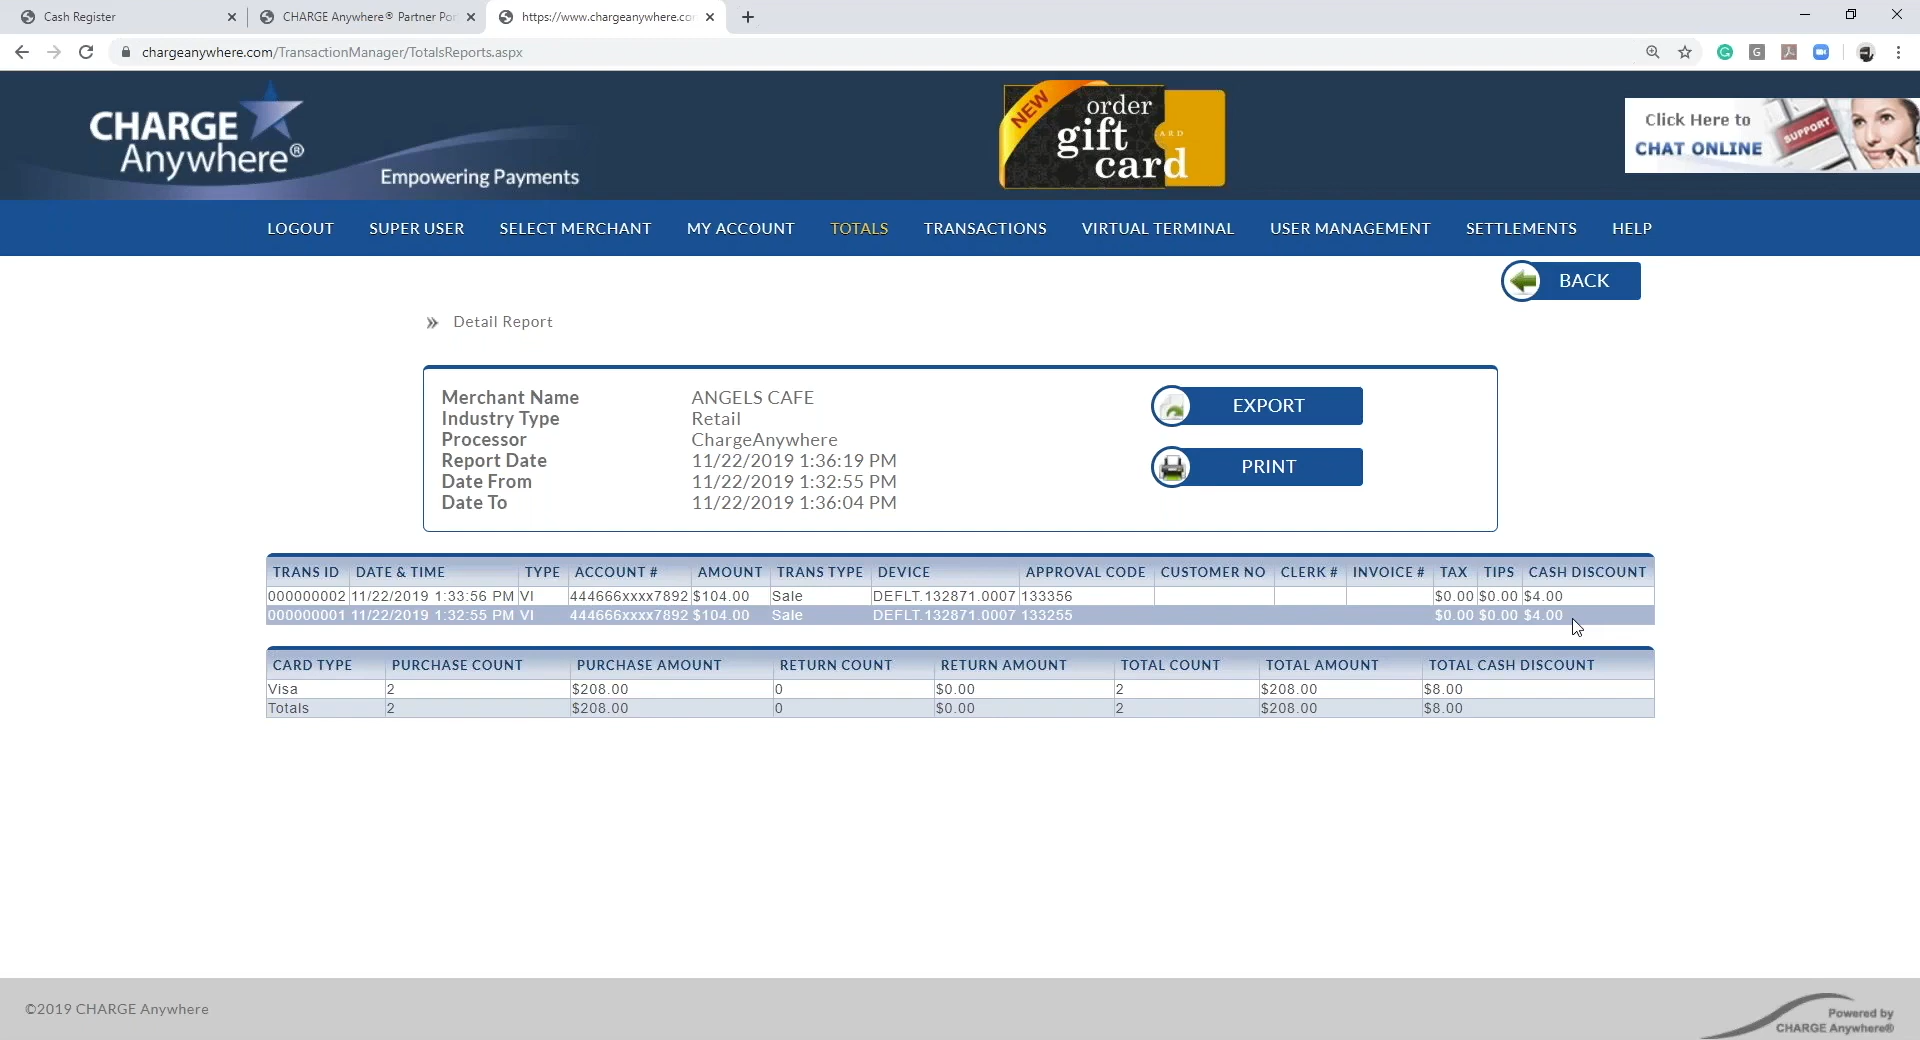 Cash Register
CHARGE Anywhere® Partner Po
https://www.chargeanywhere.co
chargeanywhere.com/TransactionManager/TotalsReports.aspx
CHARGE
Anywhere®
Empowering Payments
NEW
order
gift
card
ARD
Click Here to
CHAT ONLINE
SUPPORT
LOGOUT SUPER USER SELECT MERCHANT MY ACCOUNT TOTALS TRANSACTIONS VIRTUAL TERMINAL USER MANAGEMENT SETTLEMENTS HELP
BACK
» Detail Report
Merchant Name ANGELS CAFE
Industry Type Retail
Processor ChargeAnywhere
Report Date 11/22/2019 1:36:19 PM
Date From 11/22/2019 1:32:55 PM
Date To 11/22/2019 1:36:04 PM
EXPORT
PRINT
TRANS ID DATE & TIME TYPE ACCOUNT # AMOUNT TRANS TYPE DEVICE APPROVAL CODE CUSTOMER NO CLERK # INVOICE # TAX TIPS CASH DISCOUNT
000000002 11/22/2019 1:33:56 PM VI 444666xxxx7892 $104.00 Sale DEFLT.132871.0007 133356 $0.00 $0.00 $4.00
000000001 11/22/2019 1:32:55 PM VI 444666xxxx7892 $104.00 Sale DEFLT.132871.0007 133255 $0.00 $0.00 $4.00
CARD TYPE PURCHASE COUNT PURCHASE AMOUNT RETURN COUNT RETURN AMOUNT TOTAL COUNT TOTAL AMOUNT TOTAL CASH DISCOUNT
Visa 2 $208.00 0 $0.00 2 $208.00 $8.00
Totals 2 $208.00 0 $0.00 2 $208.00 $8.00
©2019 CHARGE Anywhere
Powered by
CHARGE Anywhere®